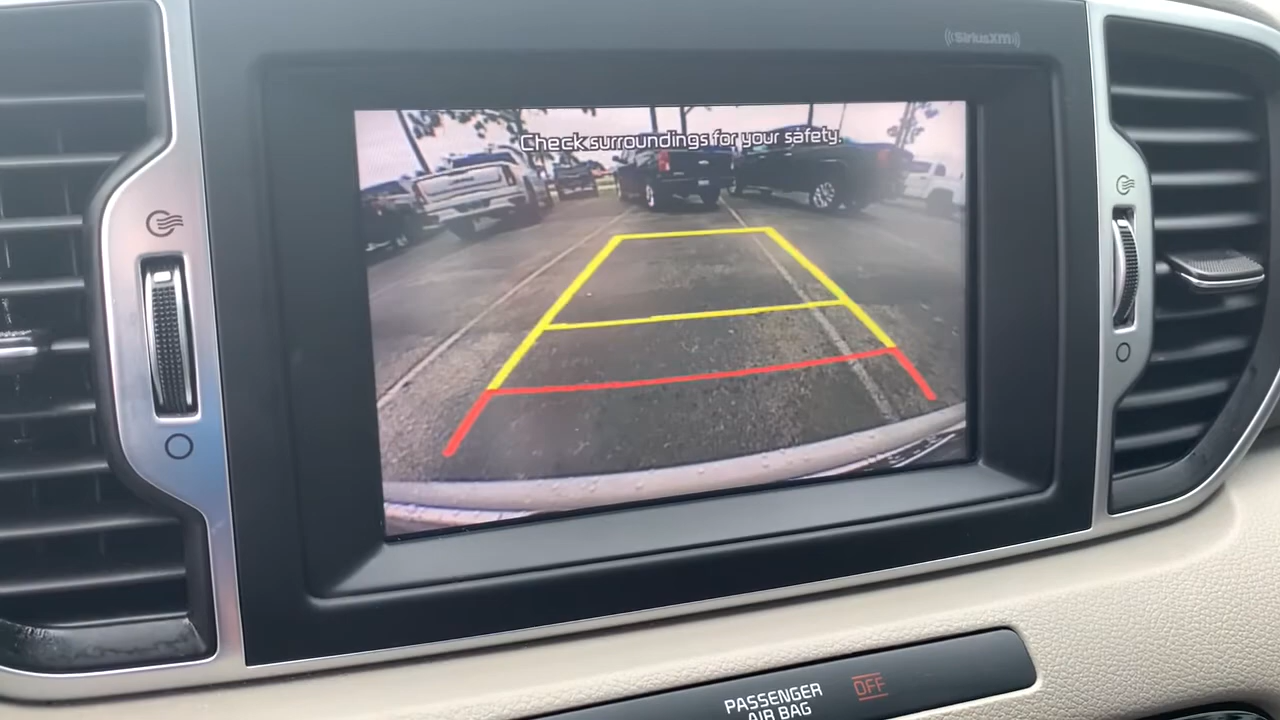 SiriusXM
Check surroundings for your safety.
PASSENGER
AIR BAG
OFF